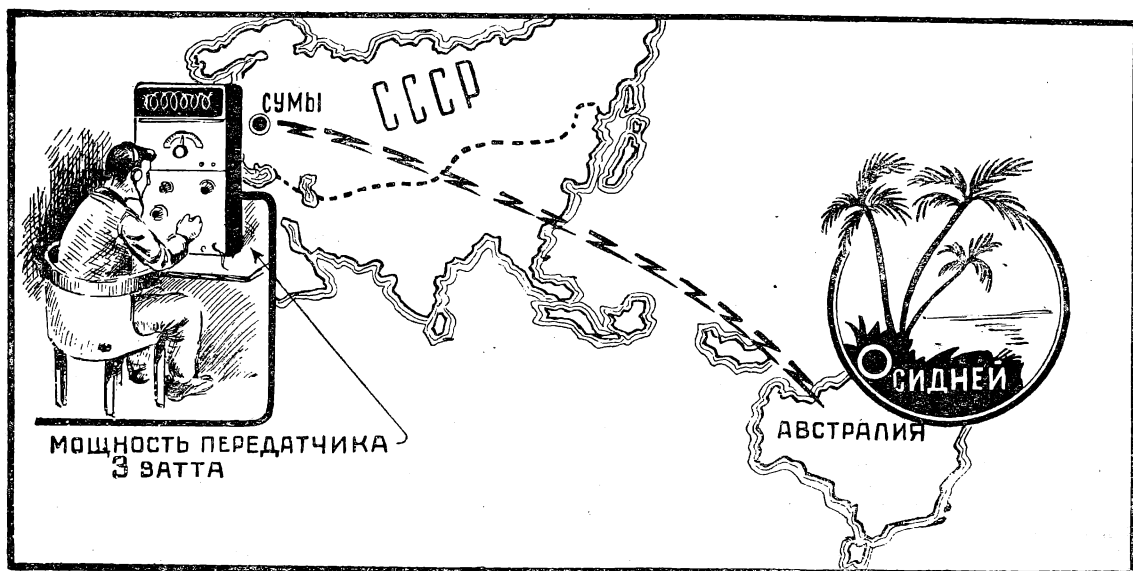 СУМЫ
СССР
СИДНЕЙ
АВСТРАЛИЯ
МОЩНОСТЬ ПЕРЕДАТЧИКА
3 ВАТТА